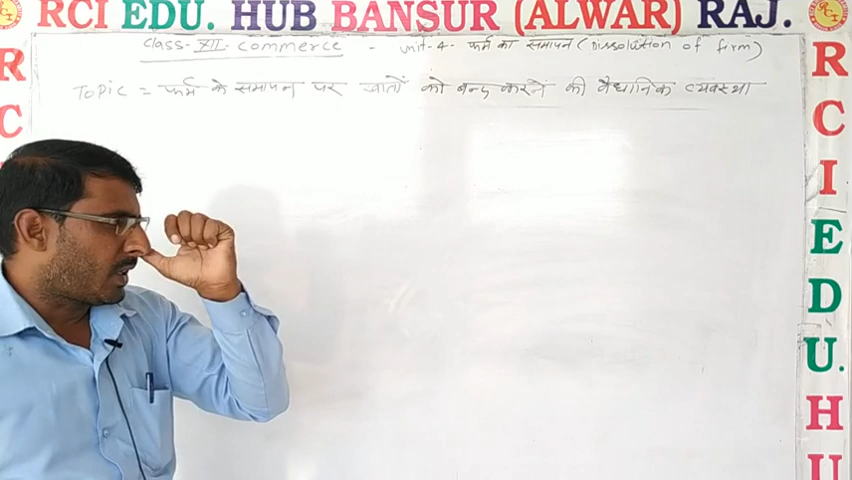 RCI EDU. HUB BANSUR (ALWAR) RAJ.
Class-XII- Commerce - Unit-4- फर्म का समापन (Dissolution of firm)
Topic = फर्म के समापन पर खातों को बन्द करने की वैधानिक व्यवस्था
R
C
R
C
I
E
D
U.
H
U